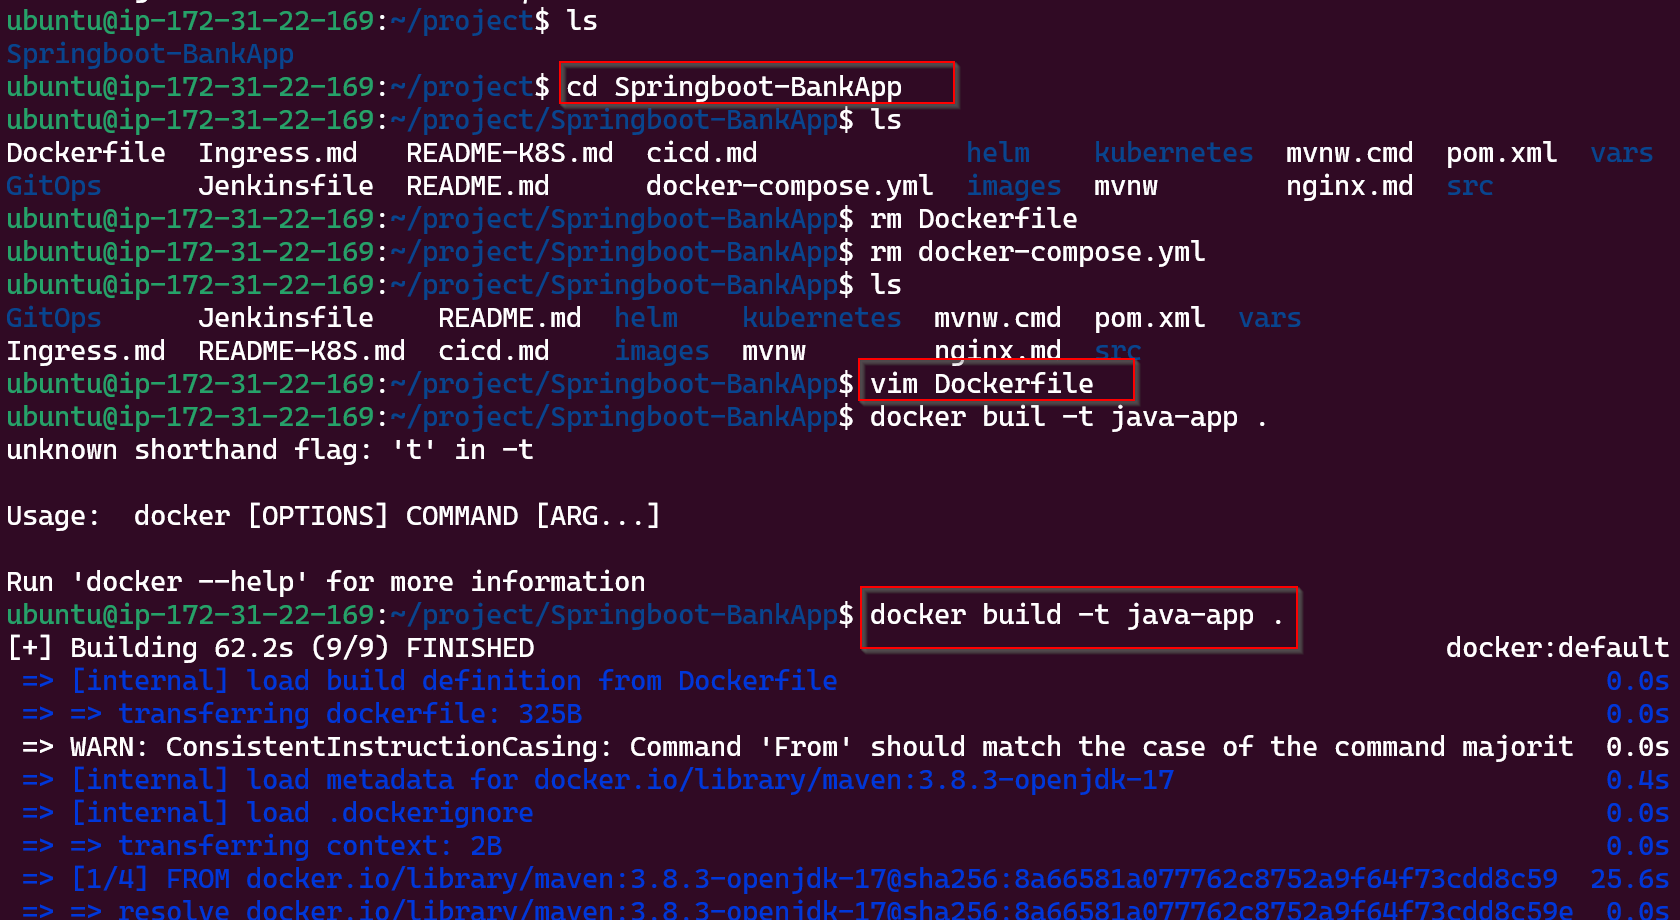 ubuntu@ip-172-31-22-169:~/project$ ls
Springboot-BankApp
ubuntu@ip-172-31-22-169:~/project$ cd Springboot-BankApp
ubuntu@ip-172-31-22-169:~/project/Springboot-BankApp$ ls
Dockerfile  Ingress.md   README-K8S.md  cicd.md             helm    kubernetes  mvnw.cmd  pom.xml  vars
GitOps      Jenkinsfile  README.md      docker-compose.yml  images  mvnw        nginx.md  src
ubuntu@ip-172-31-22-169:~/project/Springboot-BankApp$ rm Dockerfile
ubuntu@ip-172-31-22-169:~/project/Springboot-BankApp$ rm docker-compose.yml
ubuntu@ip-172-31-22-169:~/project/Springboot-BankApp$ ls
GitOps      Jenkinsfile    README.md  helm    kubernetes  mvnw.cmd  pom.xml  vars
Ingress.md  README-K8S.md  cicd.md    images  mvnw        nginx.md  src
ubuntu@ip-172-31-22-169:~/project/Springboot-BankApp$ vim Dockerfile
ubuntu@ip-172-31-22-169:~/project/Springboot-BankApp$ docker buil -t java-app .
unknown shorthand flag: 't' in -t
Usage:  docker [OPTIONS] COMMAND [ARG...]
Run 'docker --help' for more information
ubuntu@ip-172-31-22-169:~/project/Springboot-BankApp$ docker build -t java-app .
[+] Building 62.2s (9/9) FINISHED docker:default
=> [internal] load build definition from Dockerfile 0.0s
=> => transferring dockerfile: 325B 0.0s
=> WARN: ConsistentInstructionCasing: Command 'From' should match the case of the command majorit 0.0s
=> [internal] load metadata for docker.io/library/maven:3.8.3-openjdk-17 0.4s
=> [internal] load .dockerignore 0.0s
=> => transferring context: 2B 0.0s
=> [1/4] FROM docker.io/library/maven:3.8.3-openjdk-17@sha256:8a66581a077762c8752a9f64f73cdd8c59 25.6s
=> => resolve docker.io/library/maven:3.8.3-openjdk-17@sha256:8a66581a077762c8752a9f64f73cdd8c59e 0.0s